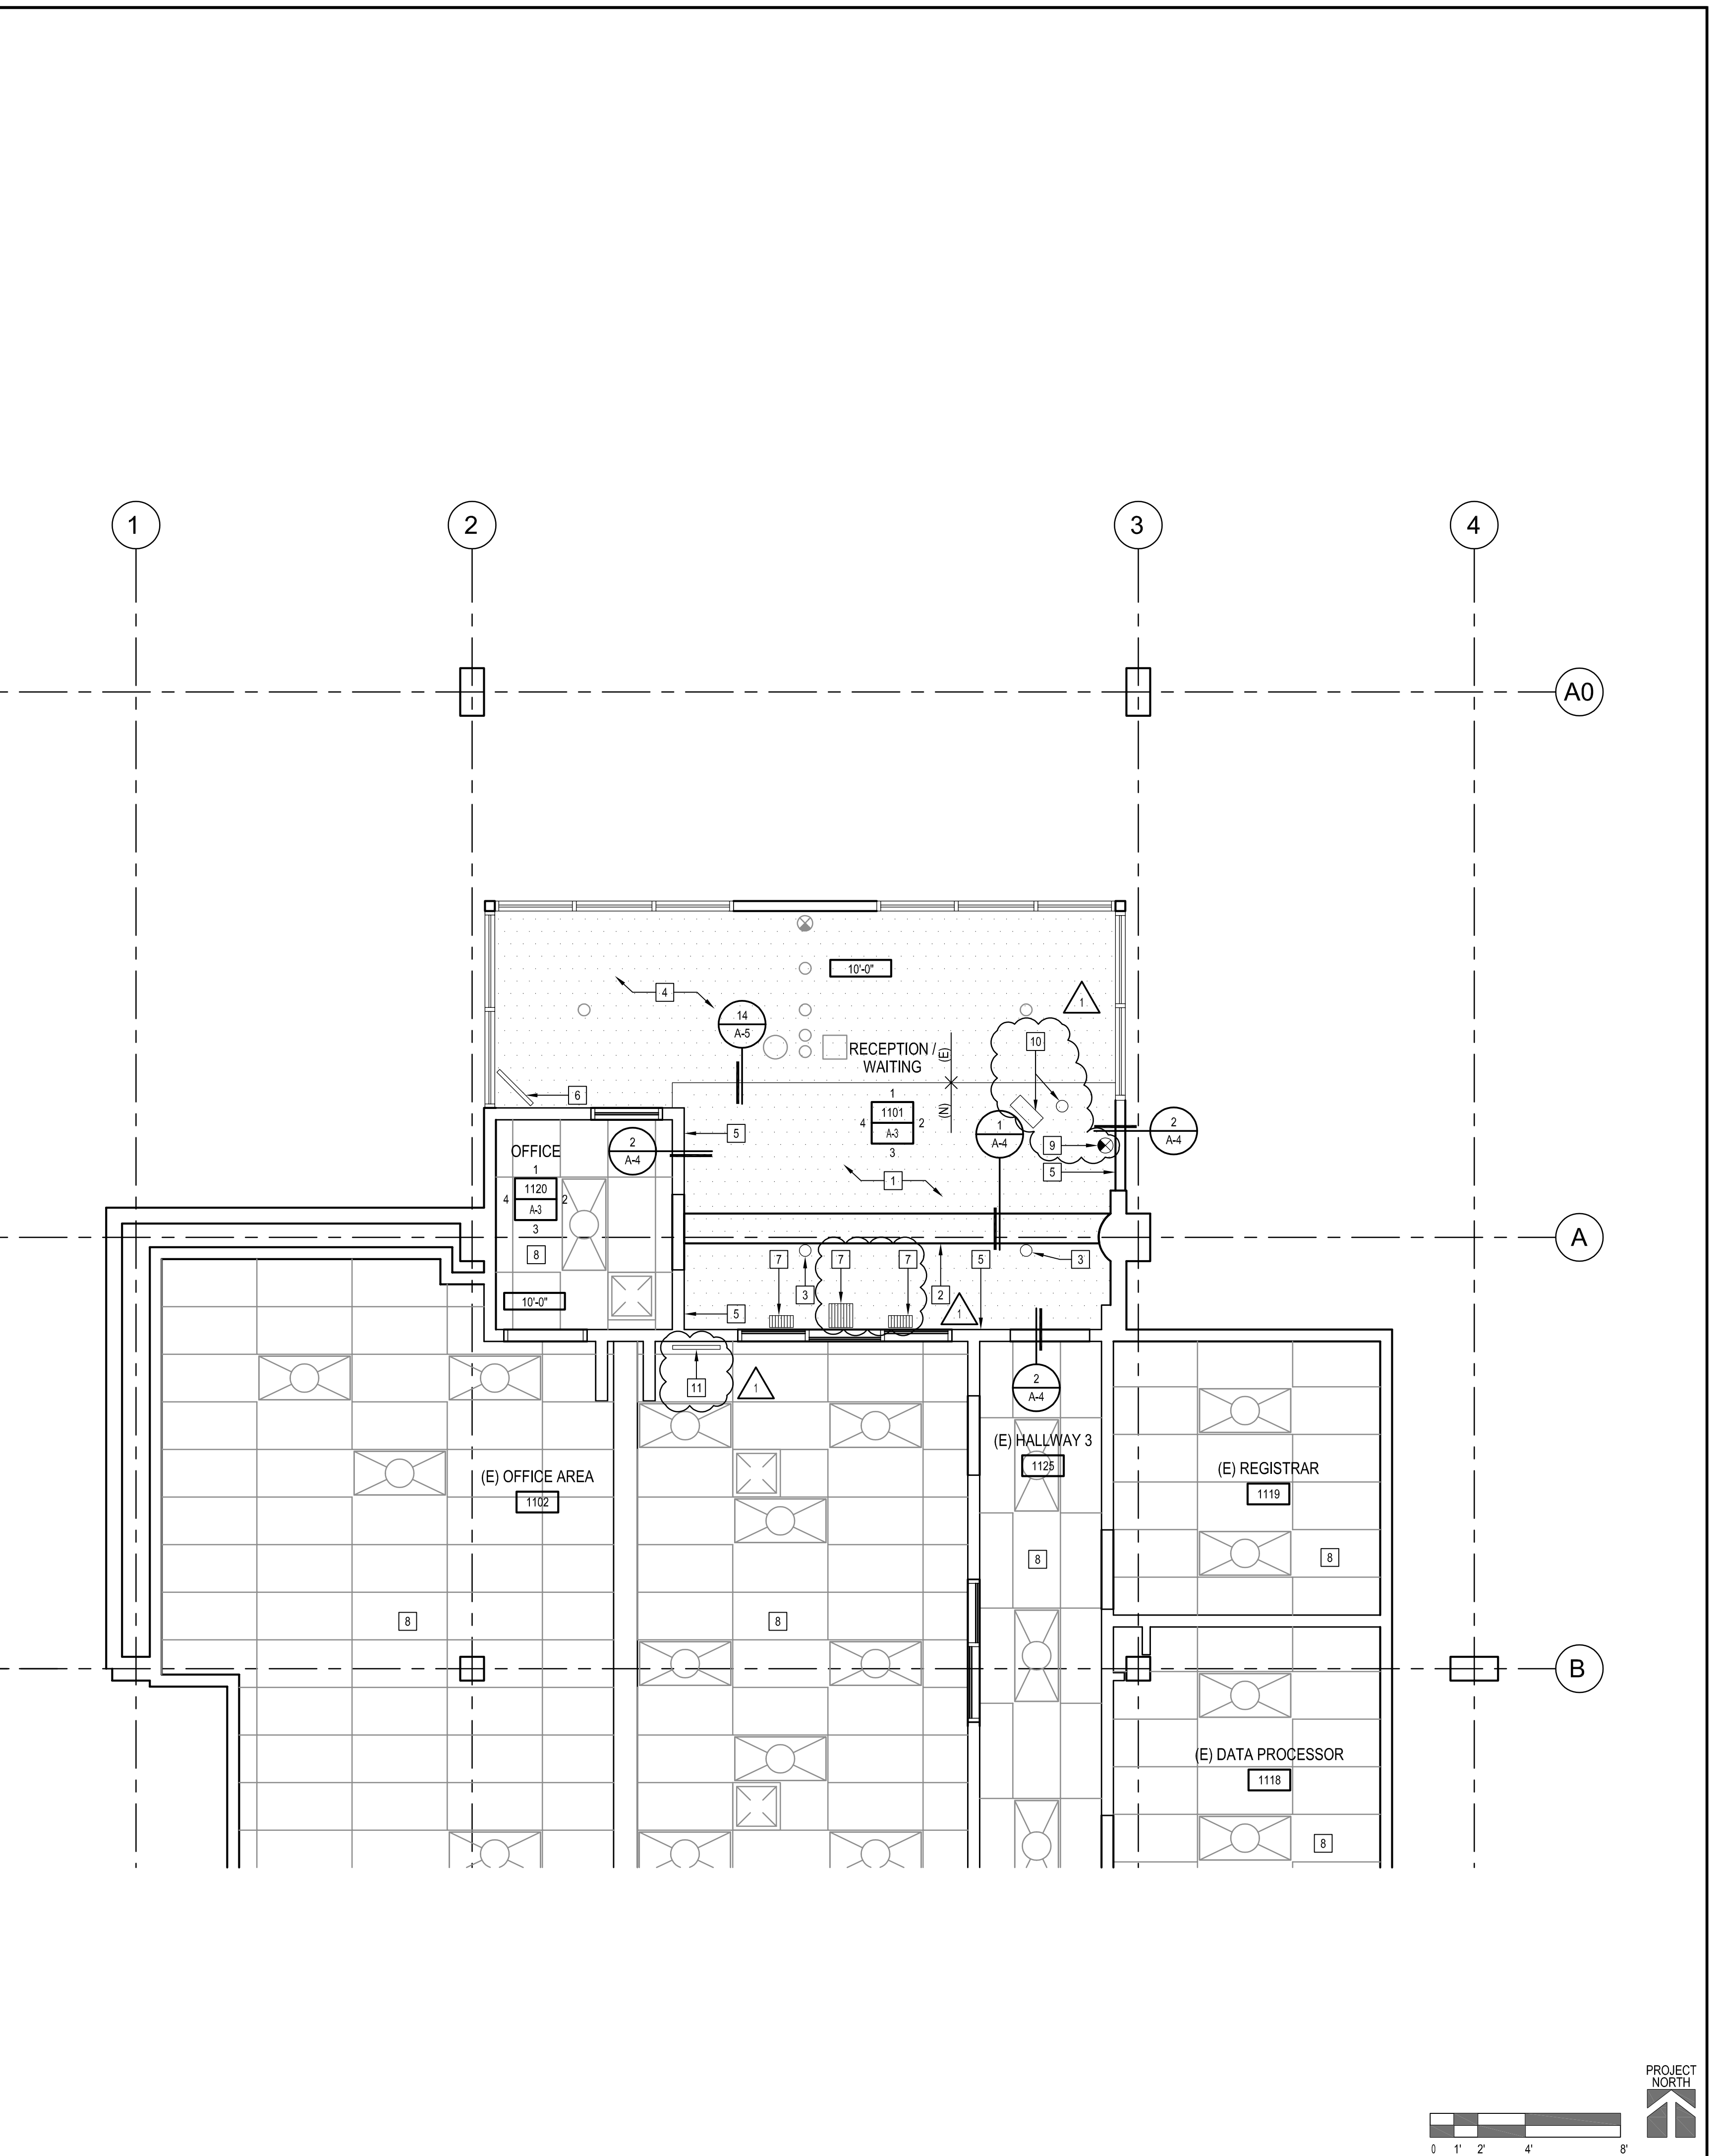 1
2
3
4
A0
10'-0"
4
1
14
A-5
10
RECEPTION /
WAITING
(E)
(N)
6
1
1101
4
2
A-3
3
5
1
A-4
2
A-4
9
5
2
A-4
OFFICE
1
1120
4
2
A-3
3
8
1
A
7
7
7
5
3
3
2
10'-0"
5
1
11
1
2
A-4
(E) HALLWAY 3
1125
(E) REGISTRAR
1119
(E) OFFICE AREA
1102
8
8
8
8
B
(E) DATA PROCESSOR
1118
8
PROJECT
NORTH
0 1' 2' 4' 8'